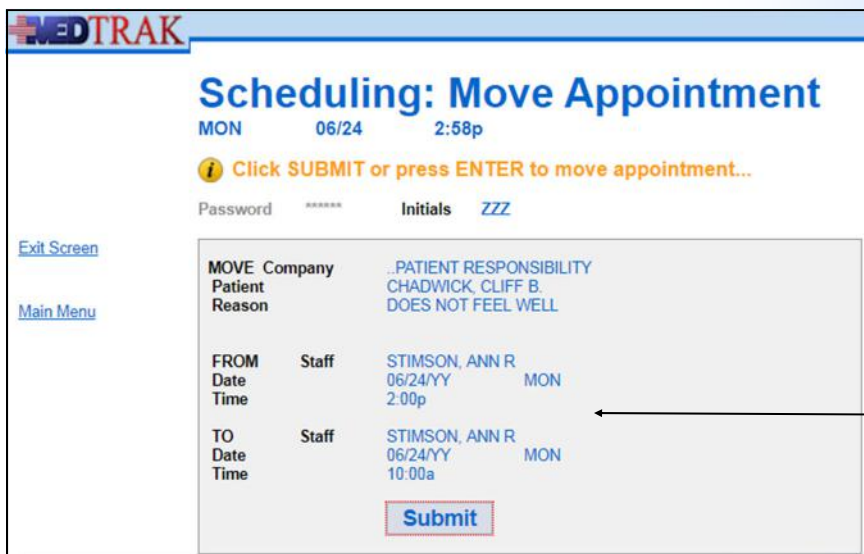 MEDTRAK
Scheduling: Move Appointment
MON 06/24 2:58p
Click SUBMIT or press ENTER to move appointment...
Password ****** Initials ZZZ
Exit Screen
Main Menu
MOVE Company ..PATIENT RESPONSIBILITY
Patient CHADWICK, CLIFF B.
Reason DOES NOT FEEL WELL
FROM Staff STIMSON, ANN R
Date 06/24/YY MON
Time 2:00p
TO Staff STIMSON, ANN R
Date 06/24/YY MON
Time 10:00a
Submit